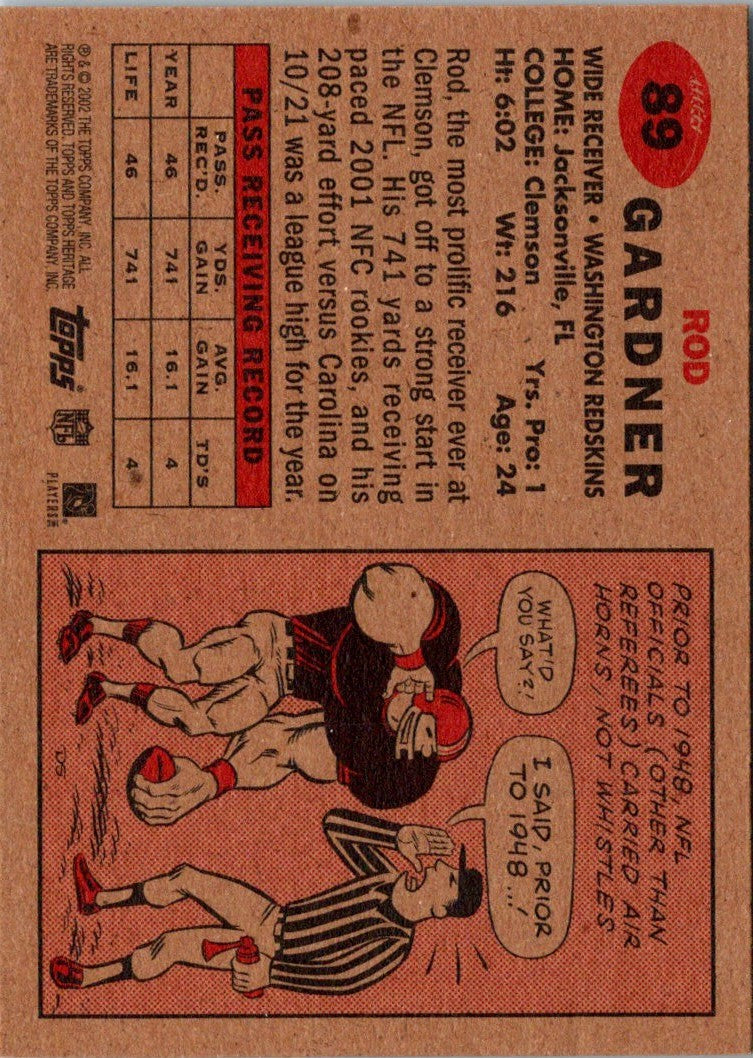 89
ROD
GARDNER
WIDE RECEIVER • WASHINGTON REDSKINS
HOME: Jacksonville, FL
COLLEGE: Clemson Yrs. Pro: 1
Ht: 6:02 Wt: 216 Age: 24
Rod, the most prolific receiver ever at
Clemson, got off to a strong start in
the NFL. His 741 yards receiving
paced 2001 NFC rookies, and his
208-yard effort versus Carolina on
10/21 was a league high for the year.
PASS RECEIVING RECORD
PASS. REC'D. YDS. GAIN AVG. GAIN TD'S
YEAR 46 741 16.1 4
LIFE 46 741 16.1 4
® & © 2002 THE TOPPS COMPANY, INC. ALL
RIGHTS RESERVED. TOPPS AND TOPPS HERITAGE
ARE TRADEMARKS OF THE TOPPS COMPANY, INC.
topps®
NFL
PLAYERS INC
PRIOR TO 1948, NFL
OFFICIALS (OTHER THAN
REFEREES) CARRIED AIR
HORNS, NOT WHISTLES
WHAT'D
YOU SAY?!
I SAID, PRIOR
TO 1948...!
DS